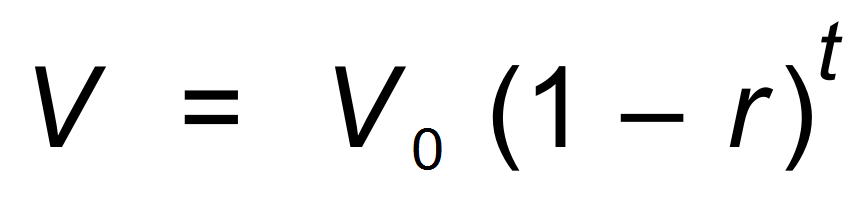 V = V₀ (1 – r)ᵗ